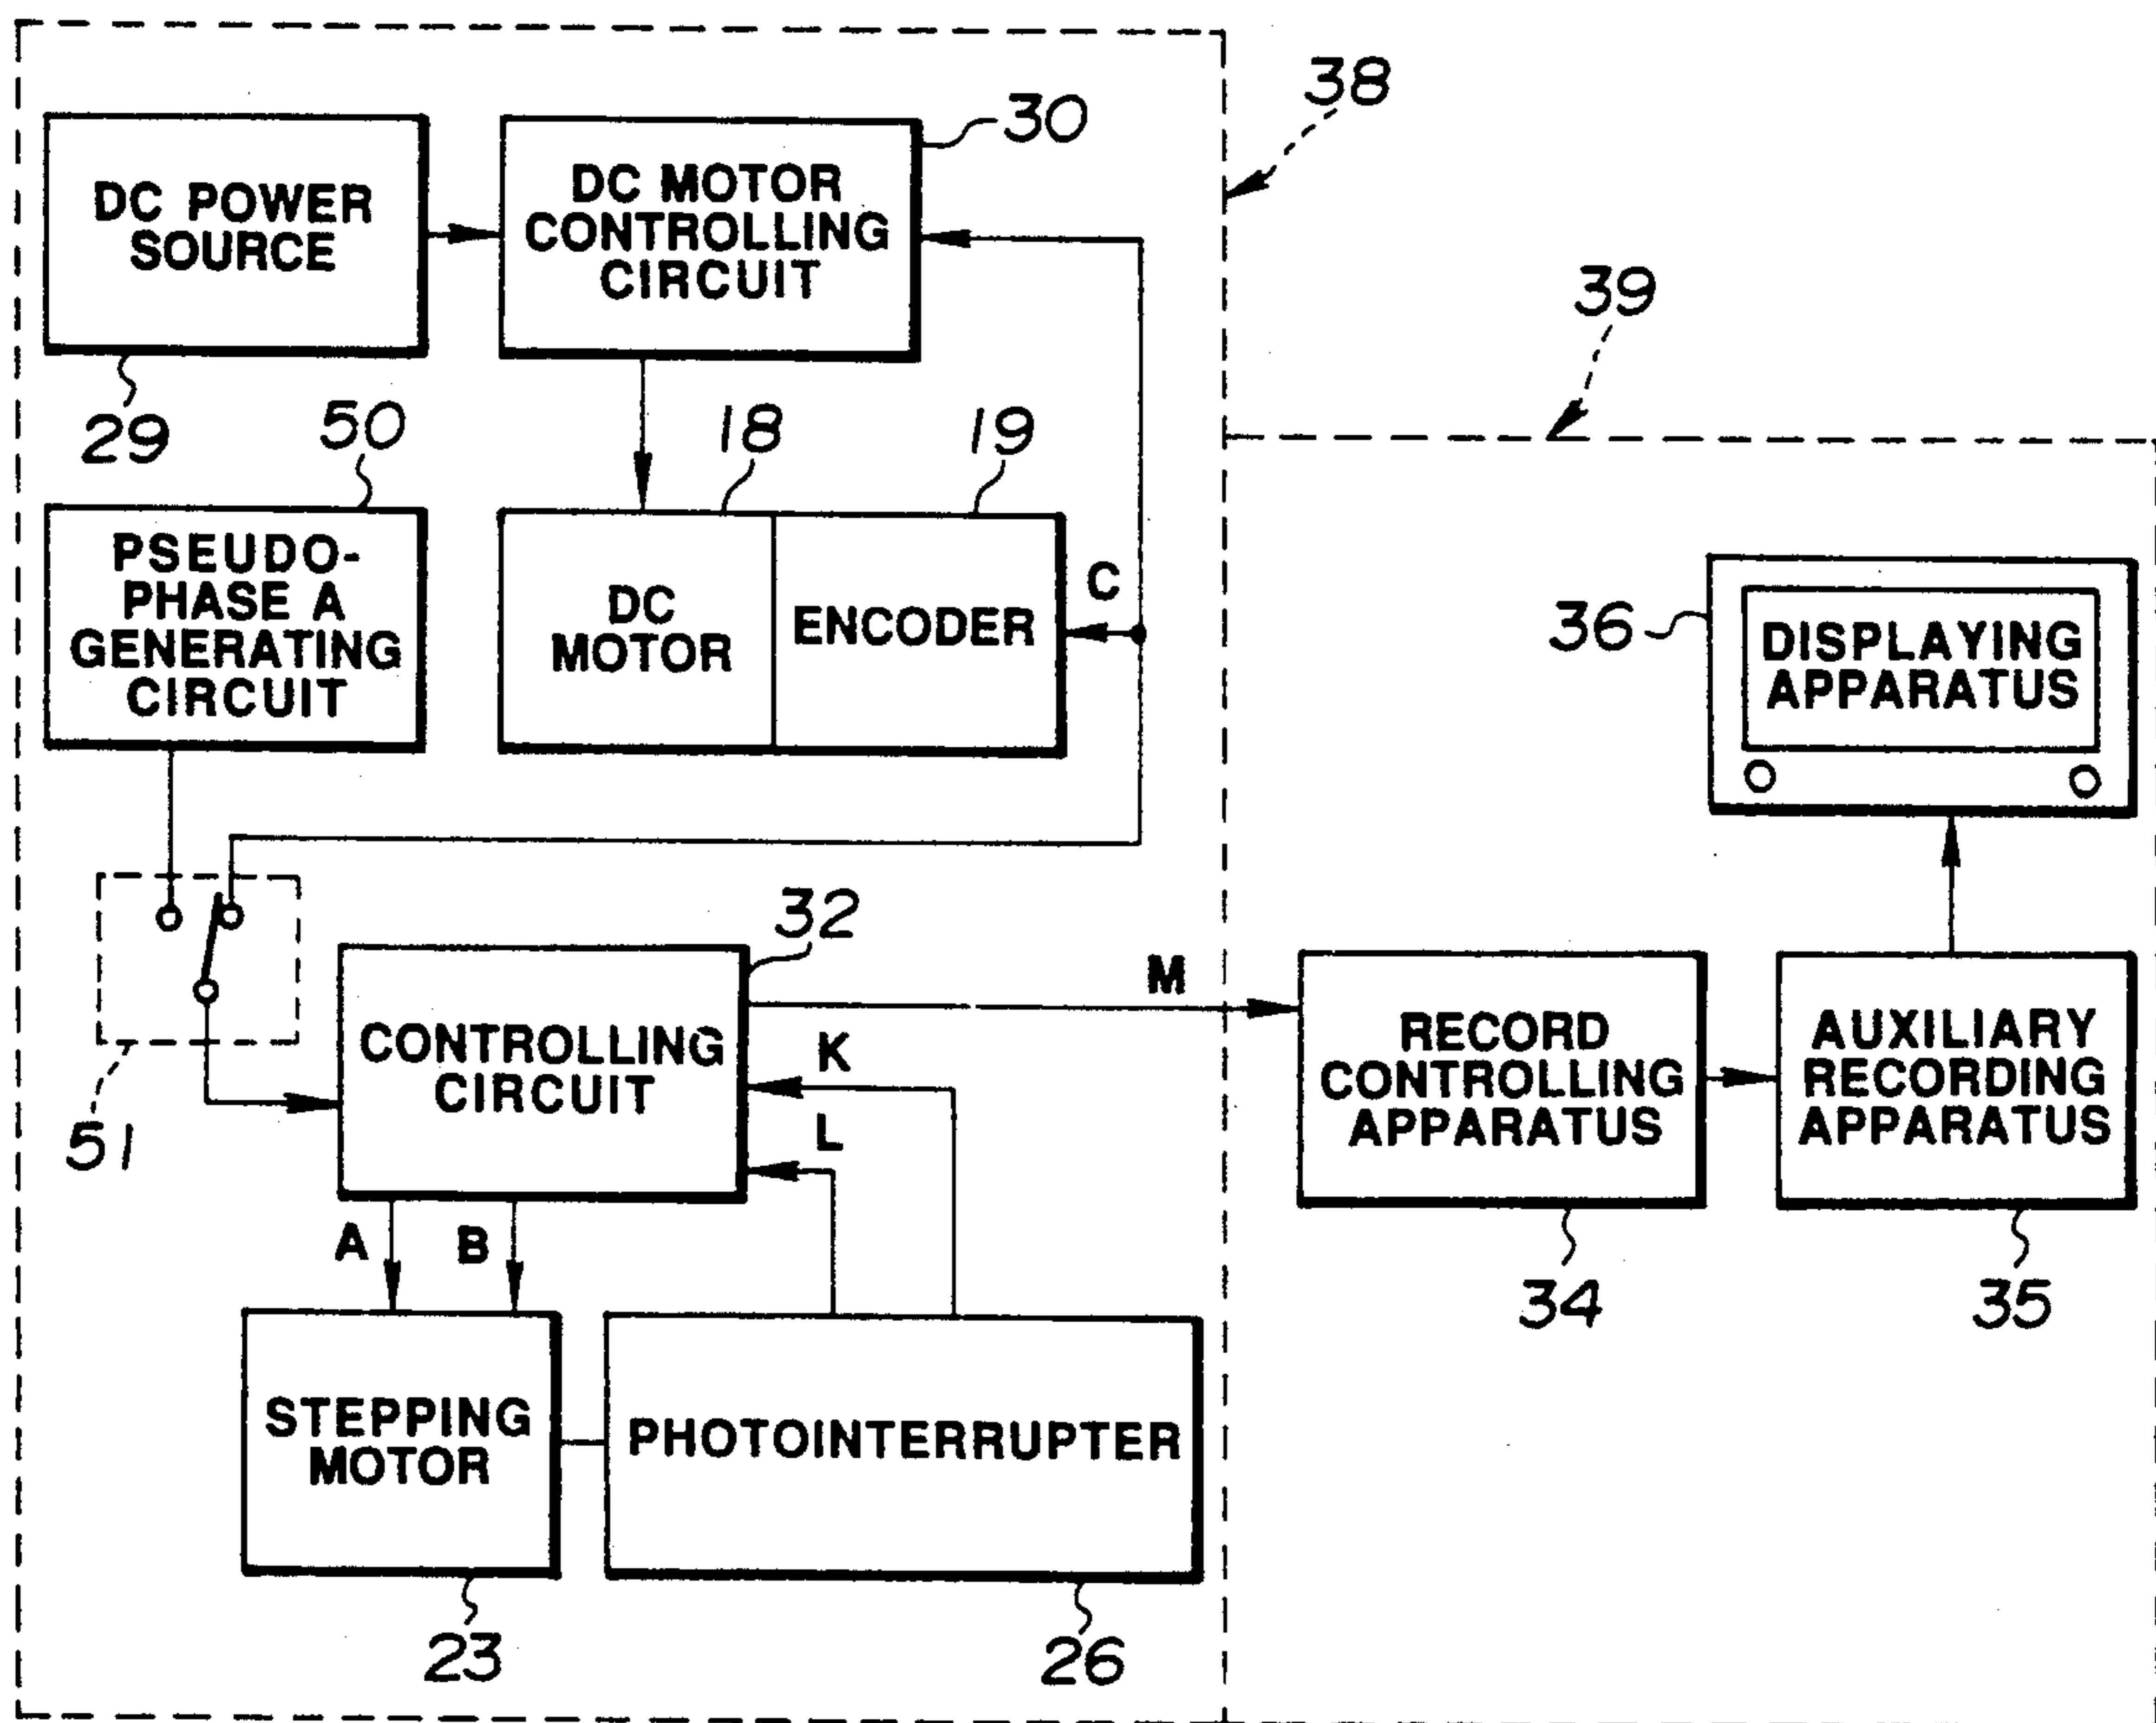 38
30
DC POWER
SOURCE
DC MOTOR
CONTROLLING
CIRCUIT
39
29
50
18
19
PSEUDO-
PHASE A
GENERATING
CIRCUIT
DC
MOTOR
ENCODER
C
36
DISPLAYING
APPARATUS
32
M
51
CONTROLLING
CIRCUIT
K
L
RECORD
CONTROLLING
APPARATUS
AUXILIARY
RECORDING
APPARATUS
A
B
34
35
STEPPING
MOTOR
PHOTOINTERRUPTER
23
26